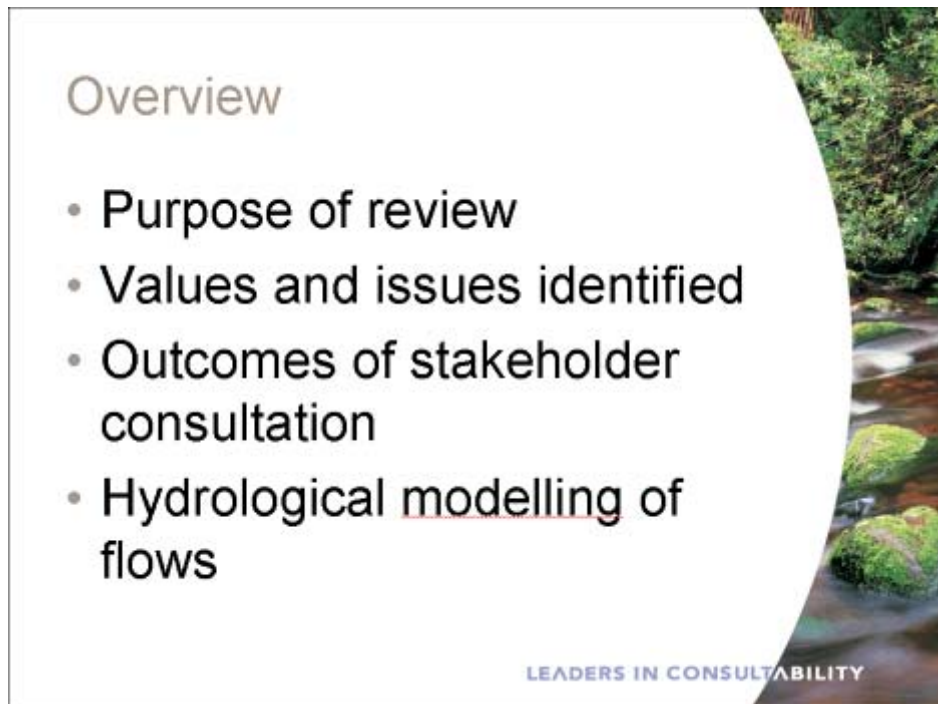 Overview
• Purpose of review
• Values and issues identified
• Outcomes of stakeholder
consultation
• Hydrological modelling of
flows
LEADERS IN CONSULTABILITY